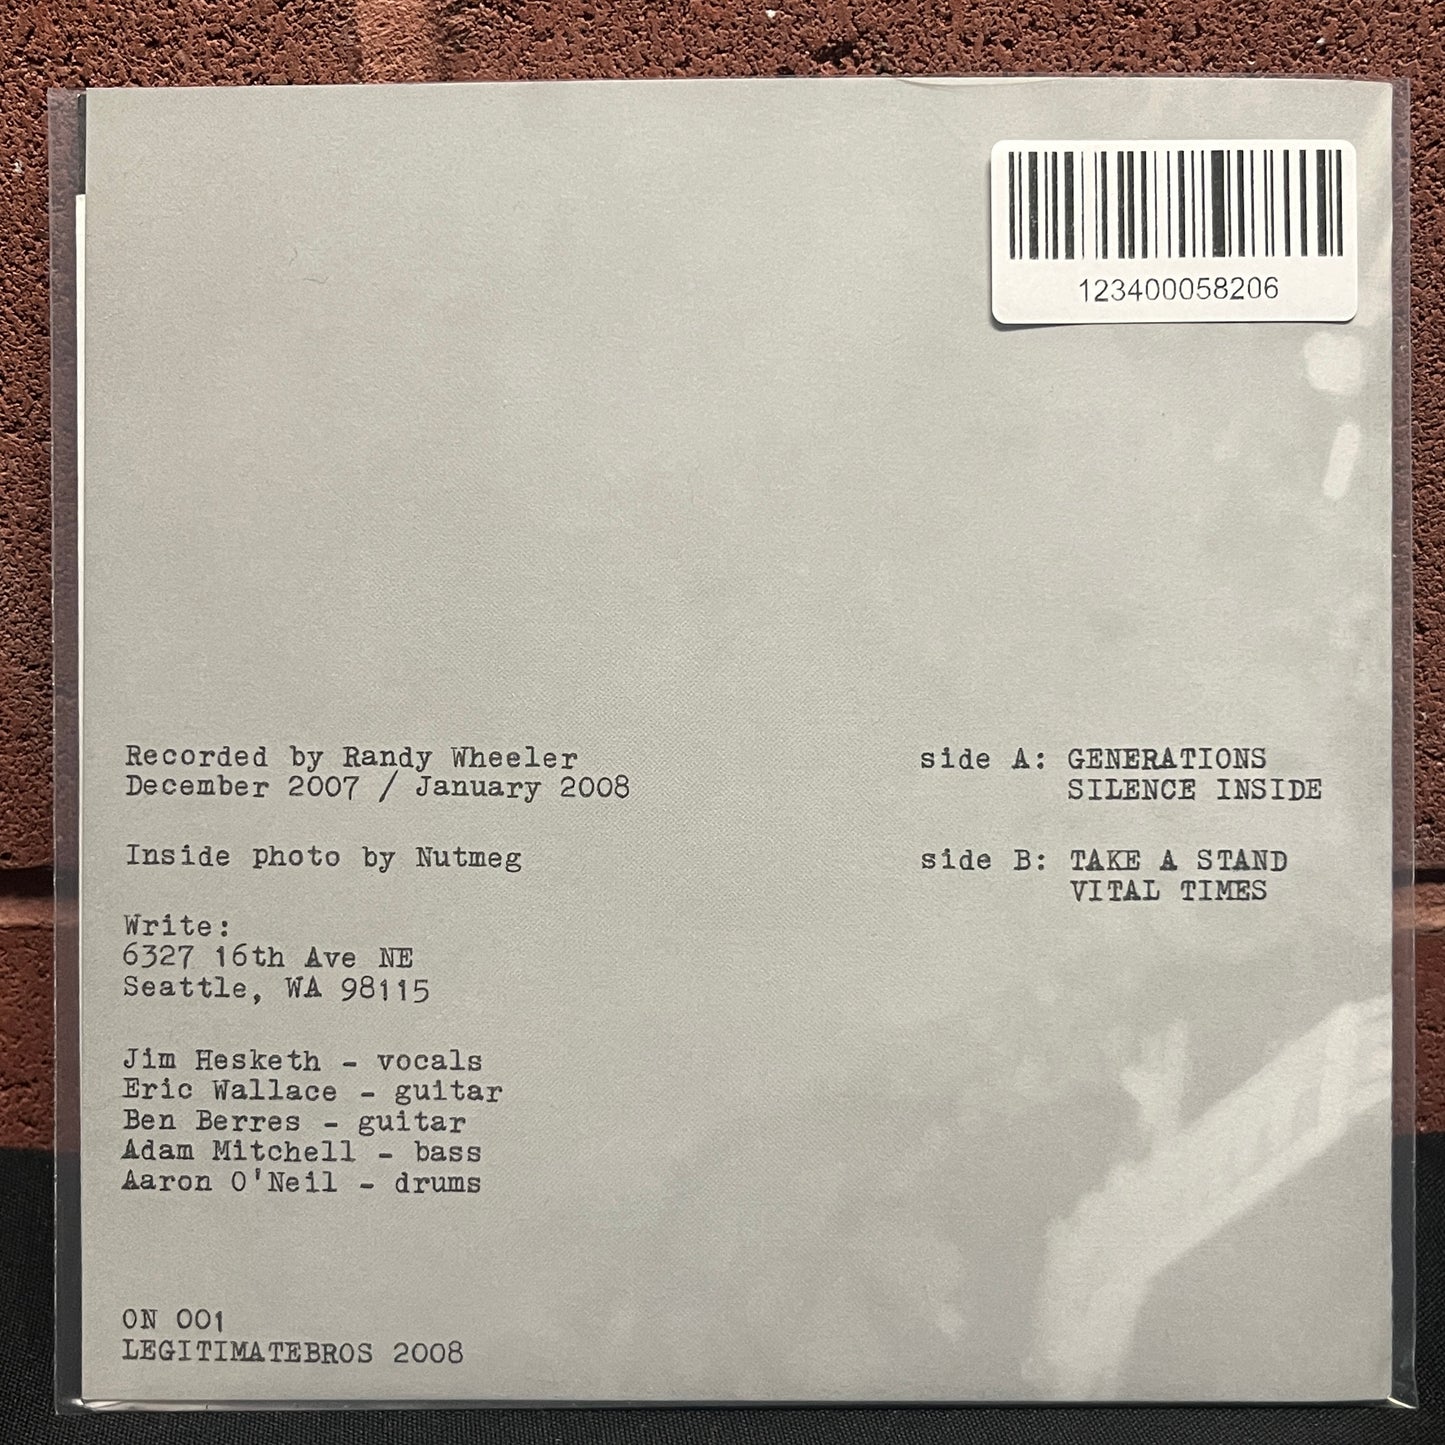 123400058206
Recorded by Randy Wheeler
December 2007 / January 2008
Inside photo by Nutmeg
Write:
6327 16th Ave NE
Seattle, WA 98115
Jim Hesketh - vocals
Eric Wallace - guitar
Ben Berres - guitar
Adam Mitchell - bass
Aaron O'Neil - drums
ON 001
LEGITIMATEBROS 2008
side A: GENERATIONS
SILENCE INSIDE
side B: TAKE A STAND
VITAL TIMES